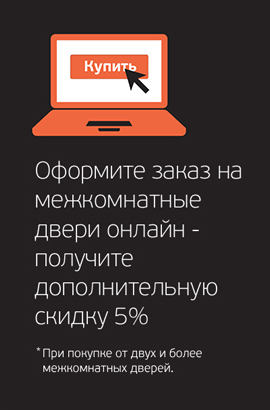 Купить
Оформите заказ на
межкомнатные
двери онлайн -
получите
дополнительную
скидку 5%
* При покупке от двух и более
межкомнатных дверей.